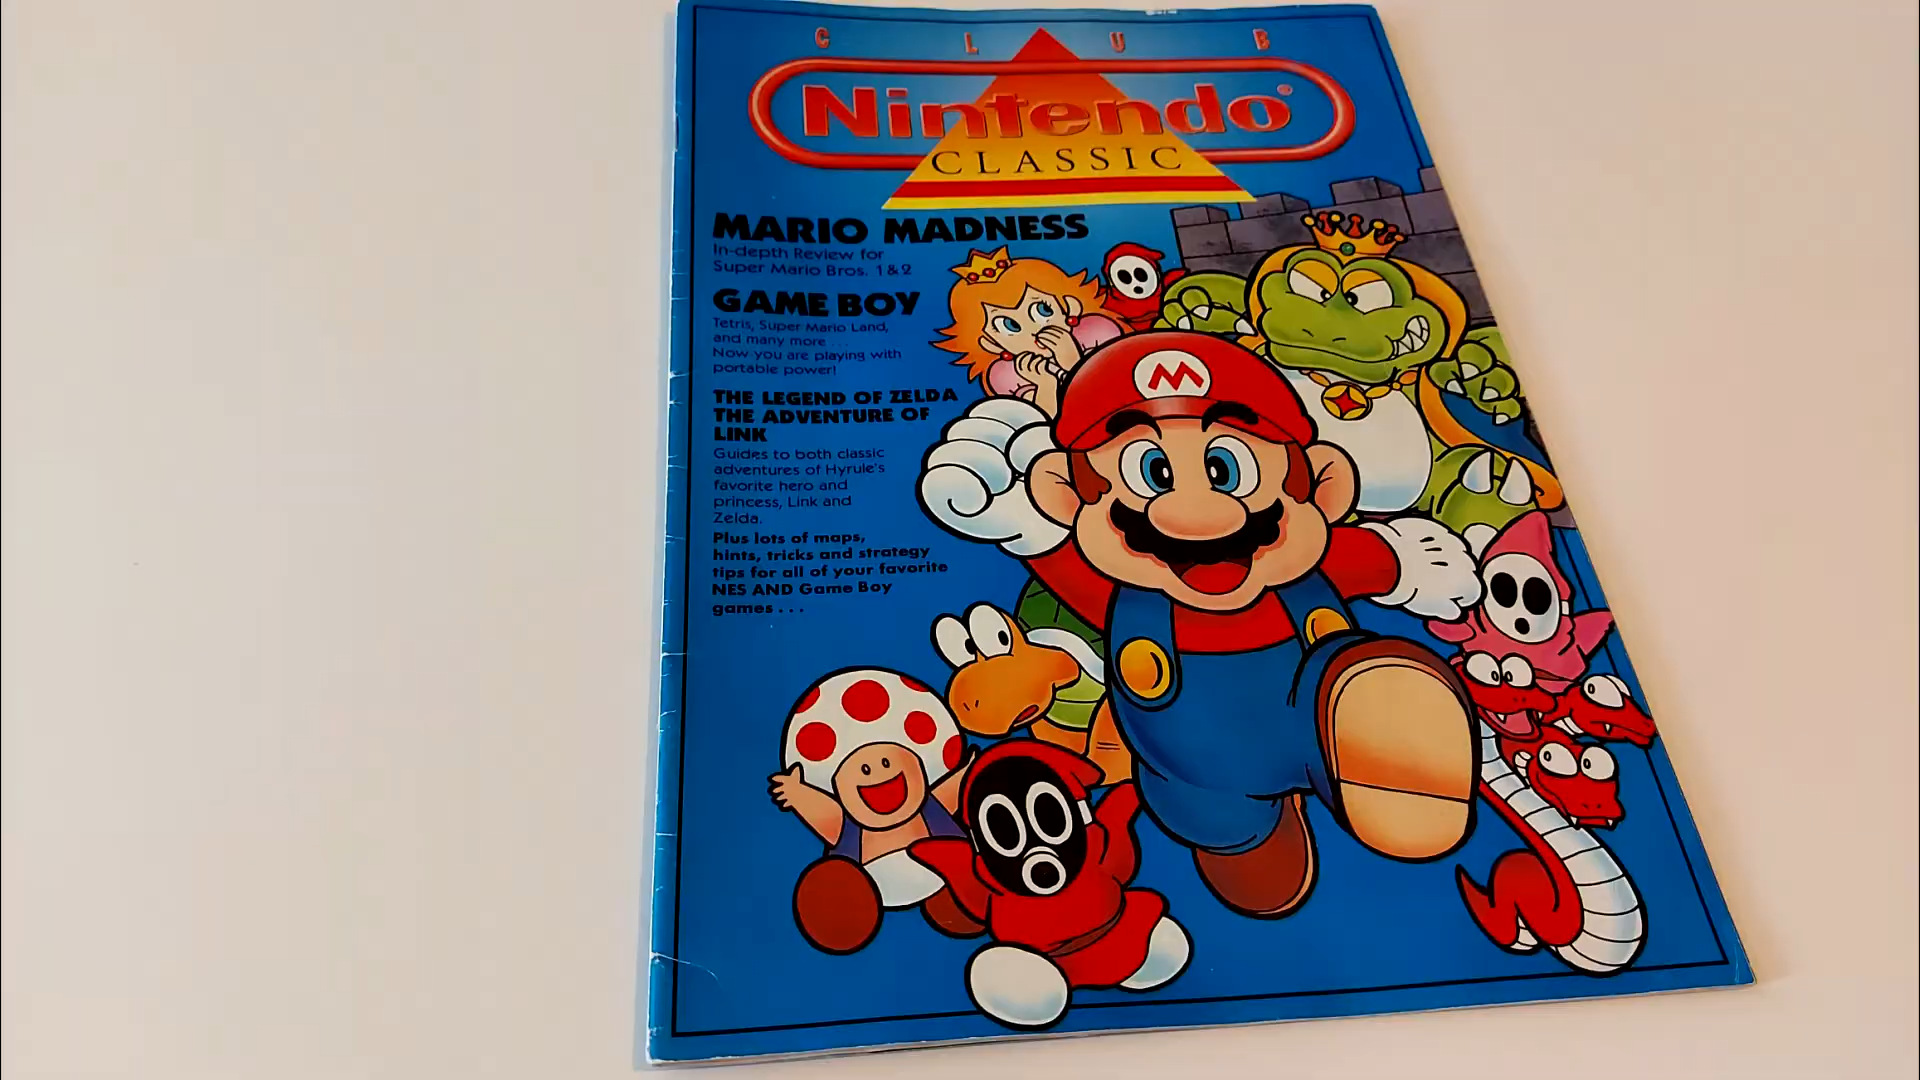 CLUB
Nintendo®
CLASSIC
MARIO MADNESS
In-depth Review for
Super Mario Bros. 1 & 2
GAME BOY
Tetris, Super Mario Land,
and many more . . .
Now you are playing with
portable power!
THE LEGEND OF ZELDA
THE ADVENTURE OF
LINK
Guides to both classic
adventures of Hyrule's
favorite hero and
princess, Link and
Zelda.
Plus lots of maps,
hints, tricks and strategy
tips for all of your favorite
NES AND Game Boy
games . . .
M